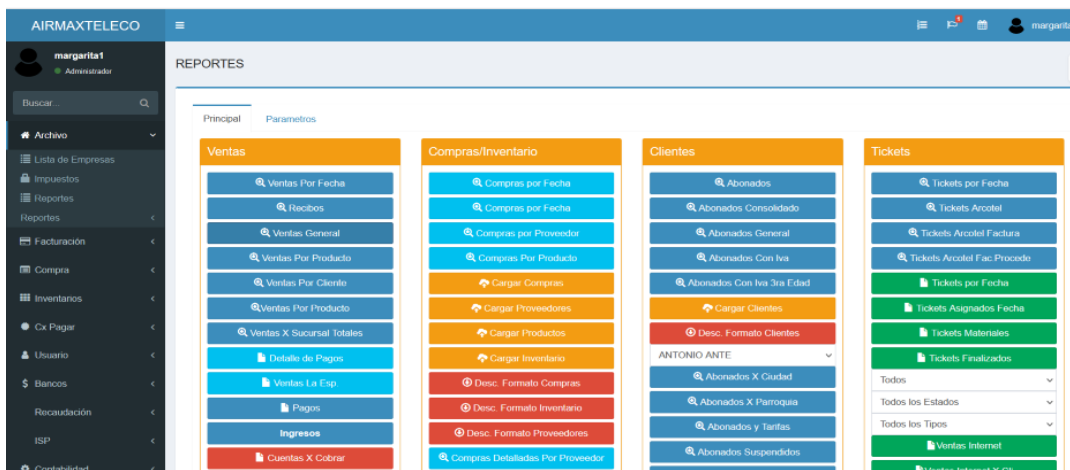 AIRMAXTELECO
margarita1
Administrador
Buscar...
Archivo
Lista de Empresas
Impuestos
Reportes
Reportes
Facturación
Compra
Inventarios
Cx Pagar
Usuario
$ Bancos
Recaudación
ISP
Contabilidad
REPORTES
Principal
Parametros
Ventas
Ventas Por Fecha
Recibos
Ventas General
Ventas Por Producto
Ventas Por Cliente
Ventas Por Producto
Ventas X Sucursal Totales
Detalle de Pagos
Ventas La Esp.
Pagos
Ingresos
Cuentas X Cobrar
Compras/Inventario
Compras por Fecha
Compras por Fecha
Compras por Proveedor
Compras Por Producto
Cargar Compras
Cargar Proveedores
Cargar Productos
Cargar Inventario
Desc. Formato Compras
Desc. Formato Inventario
Desc. Formato Proveedores
Compras Detalladas Por Proveedor
Clientes
Abonados
Abonados Consolidado
Abonados General
Abonados Con Iva
Abonados Con Iva 3ra Edad
Cargar Clientes
Desc. Formato Clientes
ANTONIO ANTE
Abonados X Ciudad
Abonados X Parroquia
Abonados y Tarifas
Abonados Suspendidos
Tickets
Tickets por Fecha
Tickets Arcotel
Tickets Arcotel Factura
Tickets Arcotel Fac Procede
Tickets por Fecha
Tickets Asignados Fecha
Tickets Materiales
Tickets Finalizados
Todos
Todos los Estados
Todos los Tipos
Ventas Internet